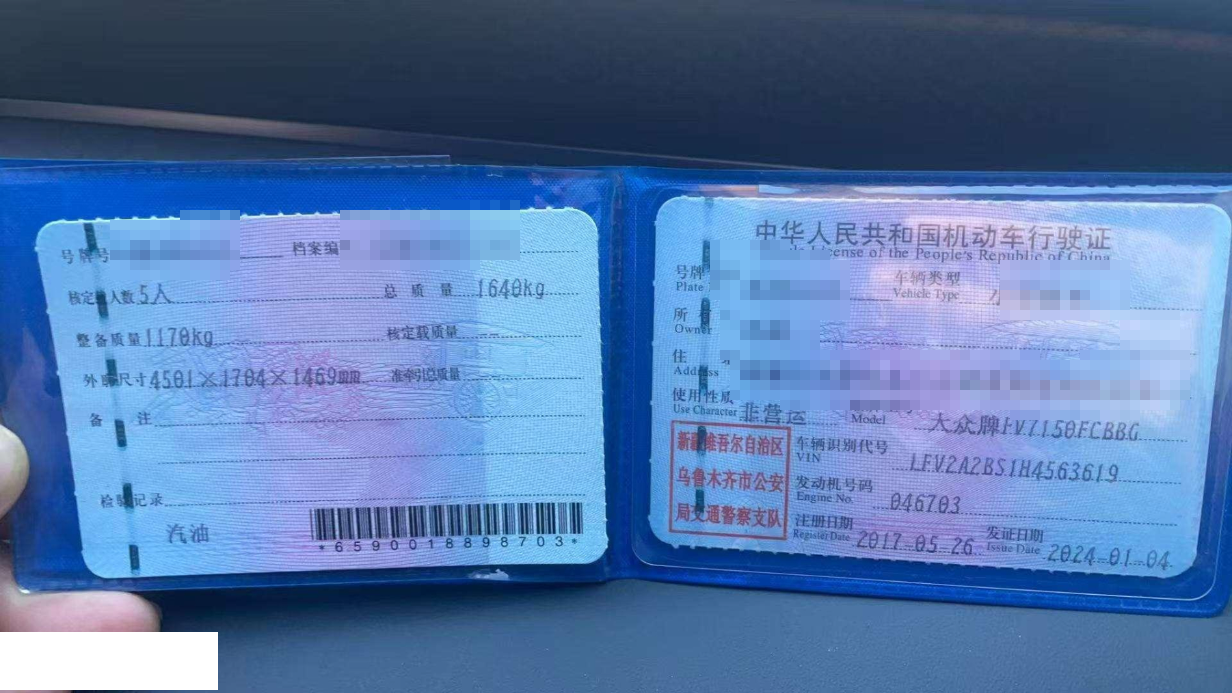 号牌号
档案编
核定 人数 5人
总 质 量 1640kg
整备质量 1170kg
核定载质量 --
外 尺寸 4501×1704×1469mm
准牵引总质量 --
备 注
检验记录
汽油
*6590018898703*
中华人民共和国机动车行驶证
License of the People's Republic of China
号牌
Plate
车辆类型
Vehicle Type
所
Owner
住
Address
使用性质
Use Character
非营运
Model
大众牌FV7150FCBBG
新疆维吾尔自治区
乌鲁木齐市公安
局交通警察支队
车辆识别代号
VIN
LFV2A2BS1H4563619
发动机号码
Engine No.
046703
注册日期
Register Date
2017-05-26
发证日期
Issue Date
2024-01-04